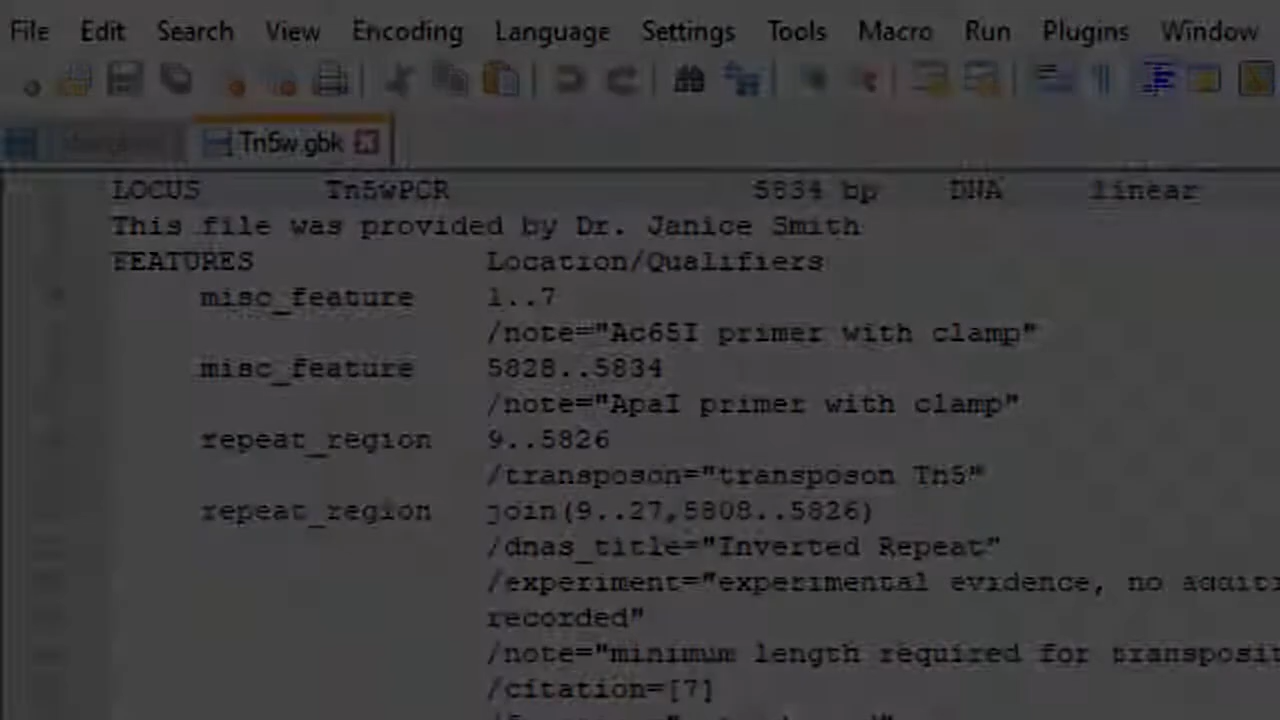 File Edit Search View Encoding Language Settings Tools Macro Run Plugins Window
Tn5w.gbk
LOCUS Tn5wPCR 5834 bp DNA linear
This file was provided by Dr. Janice Smith
FEATURES Location/Qualifiers
misc_feature 1..7
/note="Ac65I primer with clamp"
misc_feature 5828..5834
/note="ApaI primer with clamp"
repeat_region 9..5826
/transposon="transposon Tn5"
repeat_region join(9..27,5808..5826)
/dnas_title="Inverted Repeat"
/experiment="experimental evidence, no additi
recorded"
/note="minimum length required for transposit
/citation=[7]